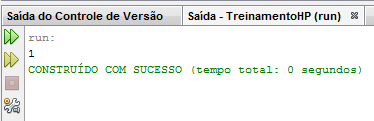 Saída do Controle de Versão
Saída - TreinamentoHP (run)
run:
1
CONSTRUÍDO COM SUCESSO (tempo total: 0 segundos)